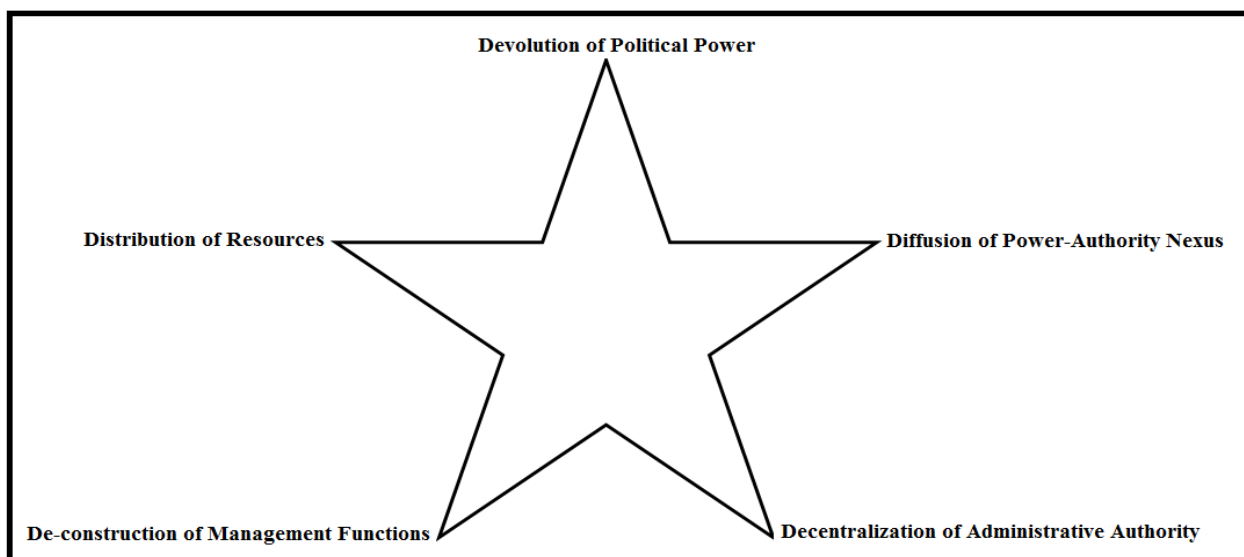 Devolution of Political Power
Distribution of Resources
Diffusion of Power-Authority Nexus
De-construction of Management Functions
Decentralization of Administrative Authority